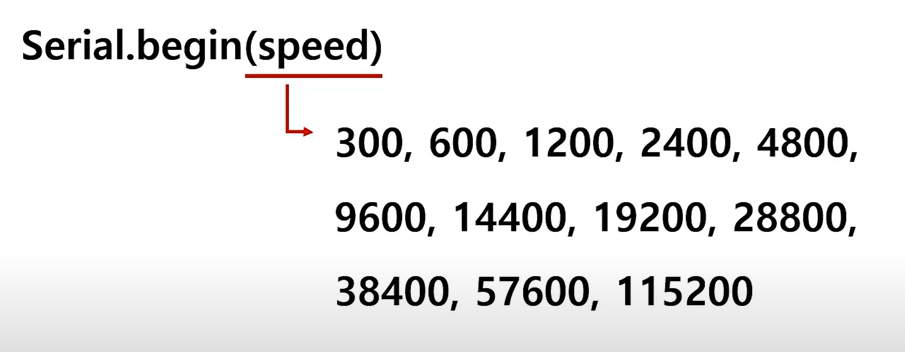 Serial.begin(speed)
300, 600, 1200, 2400, 4800,
9600, 14400, 19200, 28800,
38400, 57600, 115200